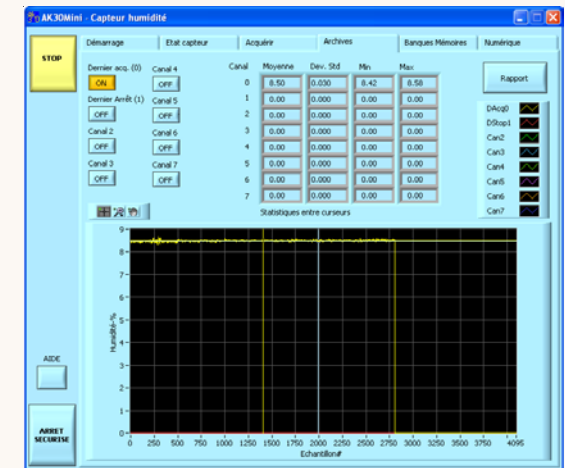 AK30Mini - Capteur humidité
STOP
Démarrage Etat capteur Acquérir Archives Banques Mémoires Numérique
Dernier acq. (0) Canal 4
ON OFF
Dernier Arrêt (1) Canal 5
OFF OFF
Canal 2 Canal 6
OFF OFF
Canal 3 Canal 7
OFF OFF
Canal Moyenne Dev. Std Min Max
0 8.50 0.030 8.42 8.58
1 0.00 0.000 0.00 0.00
2 0.00 0.000 0.00 0.00
3 0.00 0.000 0.00 0.00
4 0.00 0.000 0.00 0.00
5 0.00 0.000 0.00 0.00
6 0.00 0.000 0.00 0.00
7 0.00 0.000 0.00 0.00
Statistiques entre curseurs
Rapport
DAcq0
DStop1
Can2
Can3
Can4
Can5
Can6
Can7
Humidité-%
9
8
7
6
5
4
3
2
1
0
0 250 500 750 1000 1250 1500 1750 2000 2250 2500 2750 3000 3250 3500 3750 4095
Echantillon#
AIDE
ARRET
SECURISE